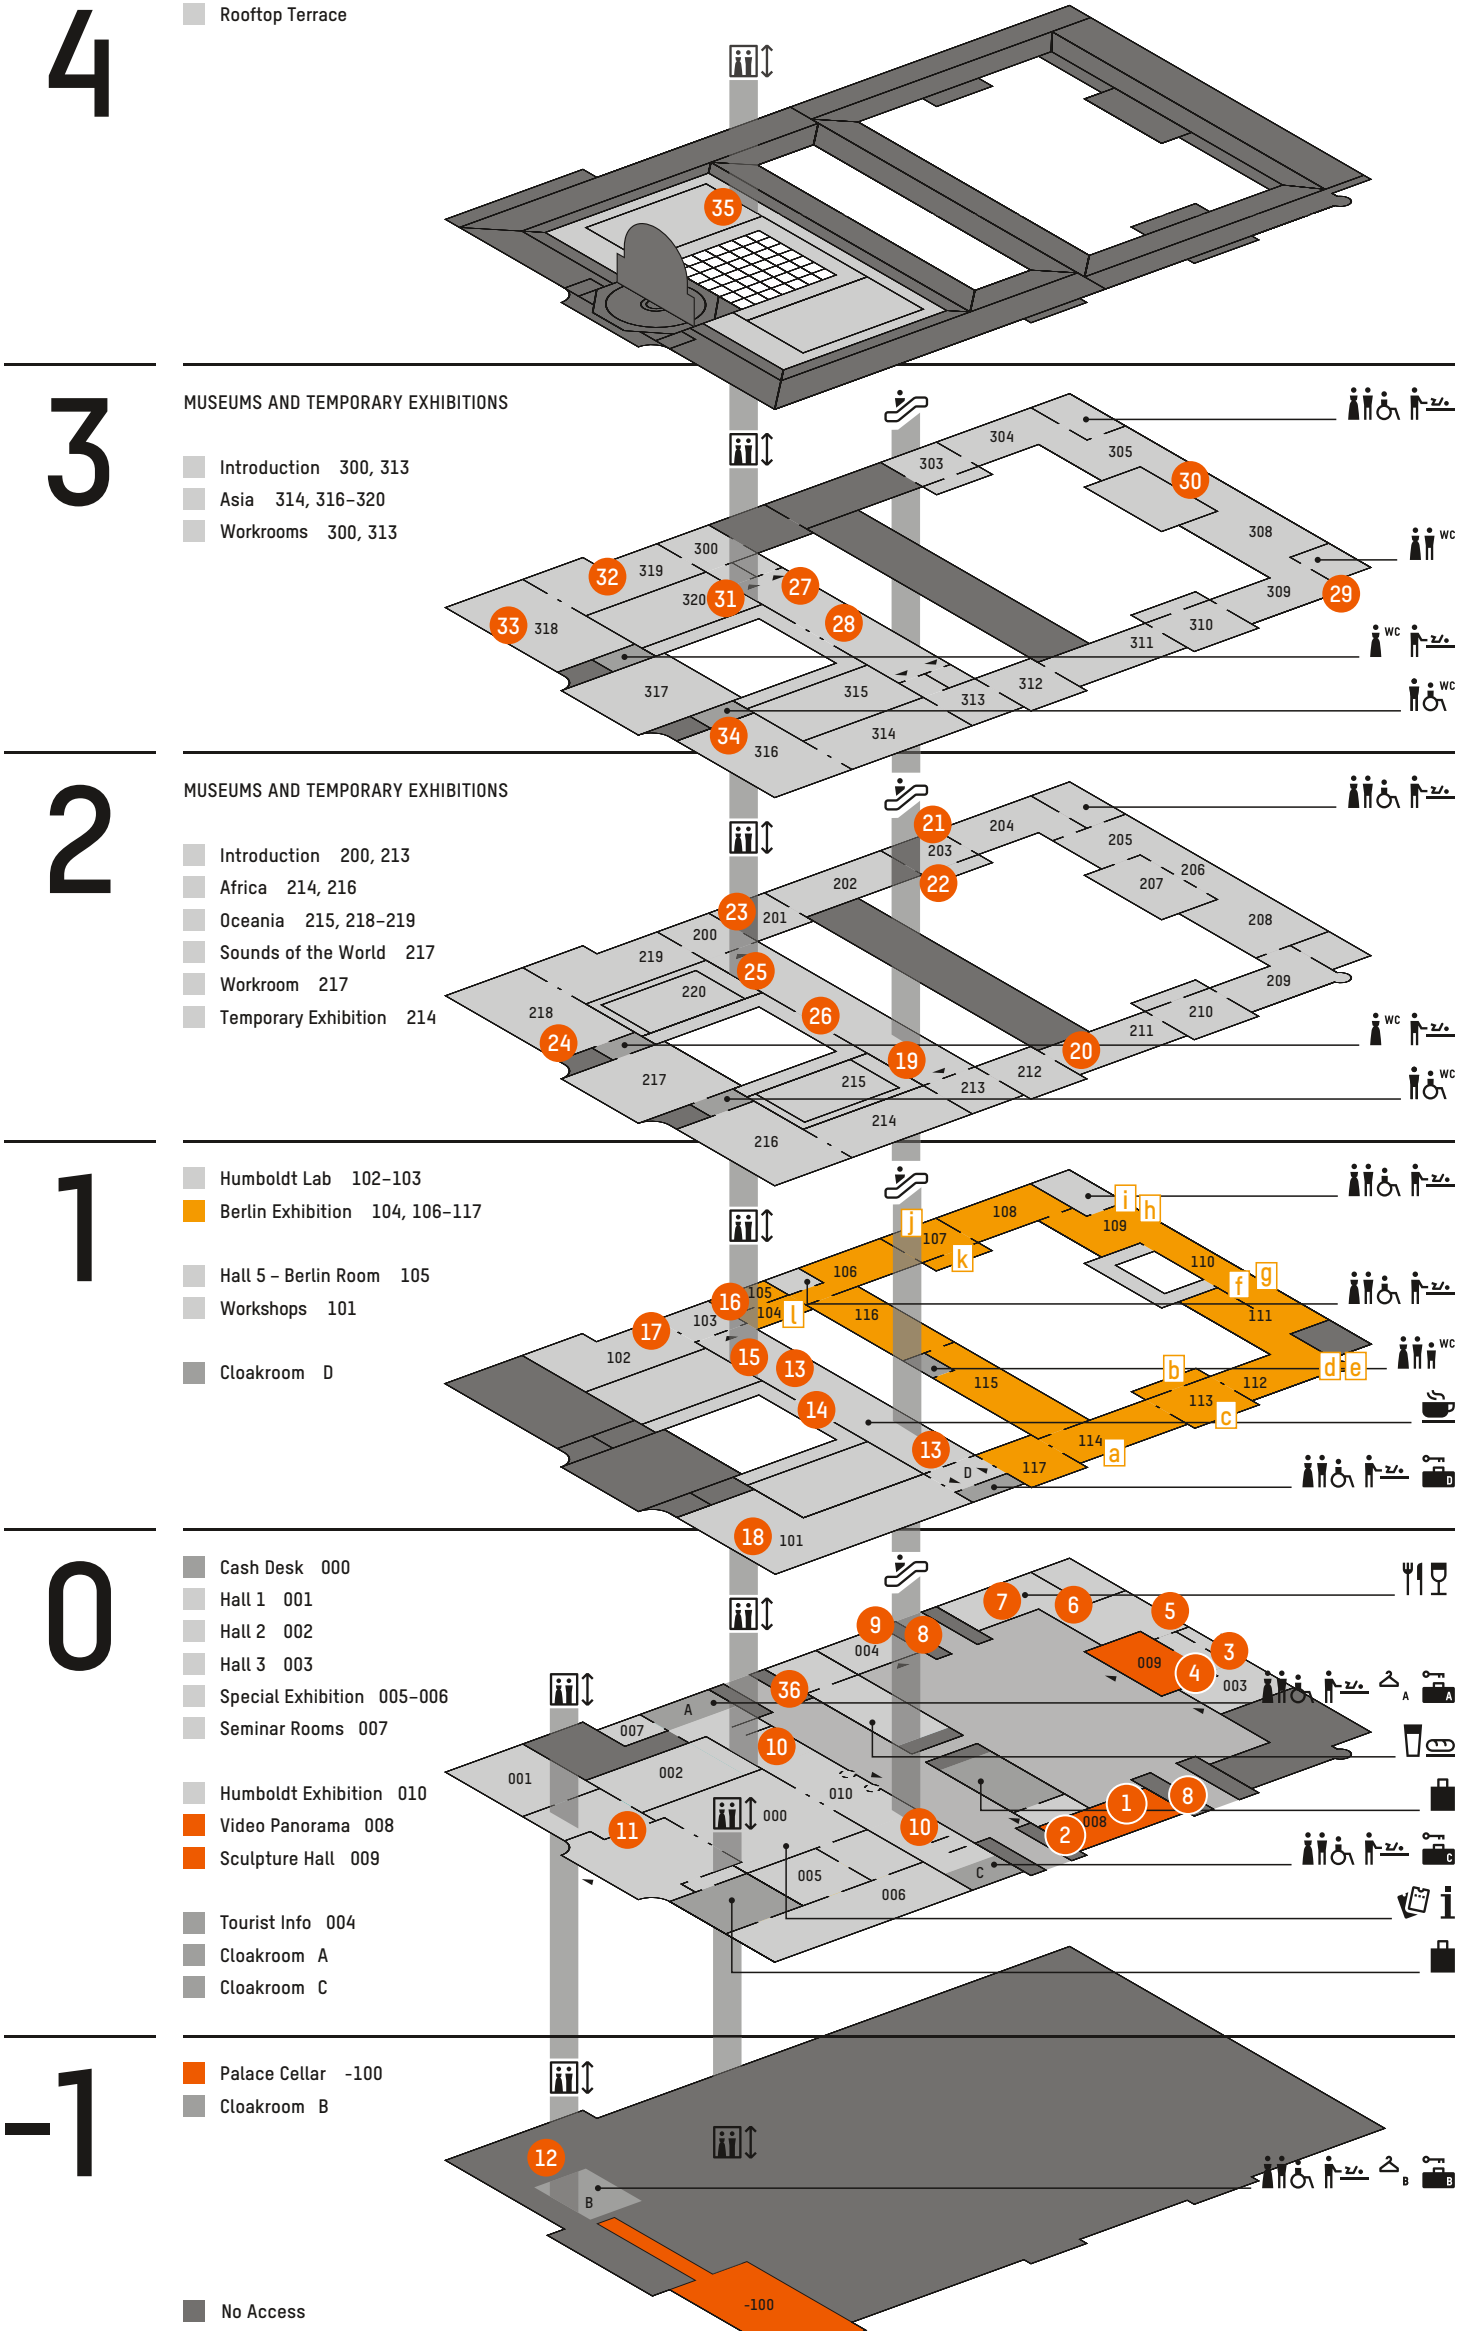 4
Rooftop Terrace
35
3
MUSEUMS AND TEMPORARY EXHIBITIONS
Introduction 300, 313
Asia 314, 316–320
Workrooms 300, 313
304
303
305
30
308
WC
300
319
32
27
320
31
29
309
33
318
28
310
311
WC
317
315
312
313
WC
34
314
316
2
MUSEUMS AND TEMPORARY EXHIBITIONS
Introduction 200, 213
Africa 214, 216
Oceania 215, 218–219
Sounds of the World 217
Workroom 217
Temporary Exhibition 214
21
204
203
205
206
202
22
207
23
201
208
200
219
25
220
209
218
26
210
24
20
211
WC
19
217
215
212
213
WC
214
216
1
Humboldt Lab 102–103
Berlin Exhibition 104, 106–117
Hall 5 – Berlin Room 105
Workshops 101
Cloakroom D
i
h
108
j
109
107
k
110
106
g
f
105
16
104
l
116
111
103
17
102
15
13
WC
b
d
e
115
112
14
113
c
114
a
13
117
D
D
18
101
0
Cash Desk 000
Hall 1 001
Hall 2 002
Hall 3 003
Special Exhibition 005–006
Seminar Rooms 007
Humboldt Exhibition 010
Video Panorama 008
Sculpture Hall 009
Tourist Info 004
Cloakroom A
Cloakroom C
7
6
5
9
8
004
3
009
4
003
36
A
A
A
007
10
002
001
010
1
8
000
11
10
2
008
C
005
C
006
i
-1
Palace Cellar -100
Cloakroom B
12
B
B
B
-100
No Access